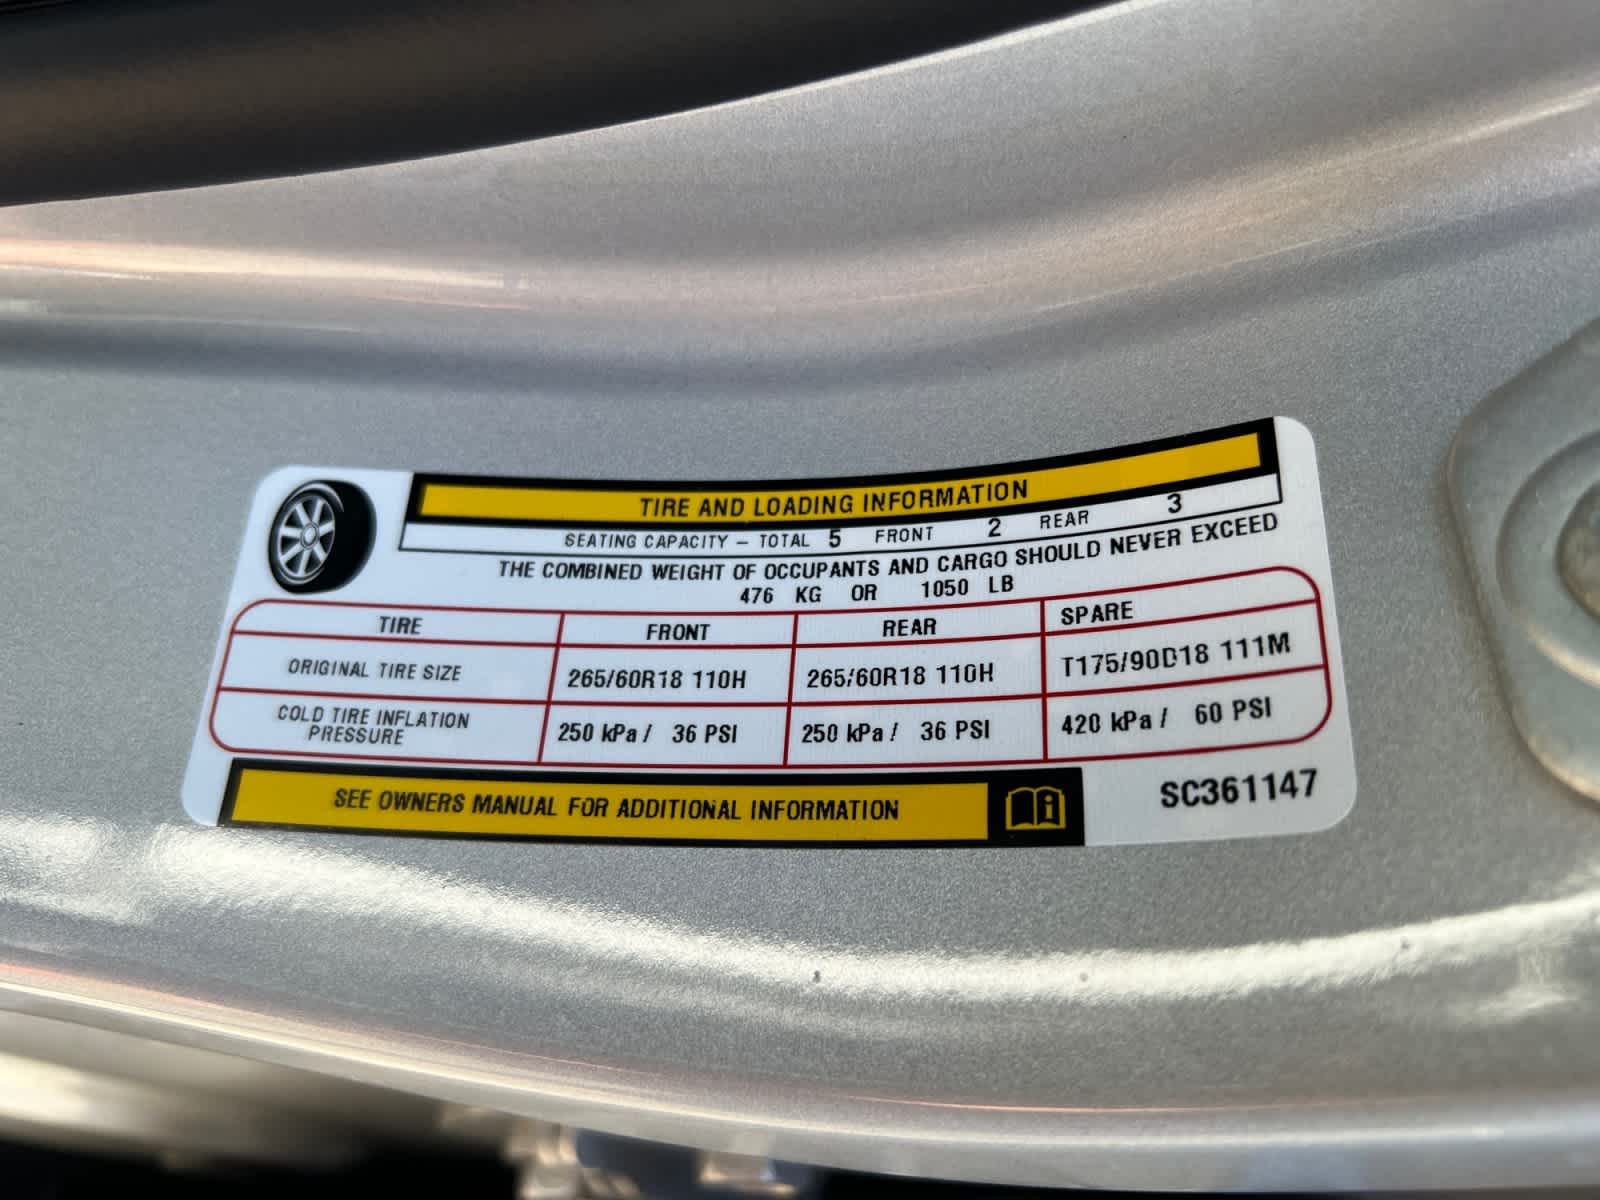 TIRE AND LOADING INFORMATION
SEATING CAPACITY – TOTAL 5 FRONT 2 REAR 3
THE COMBINED WEIGHT OF OCCUPANTS AND CARGO SHOULD NEVER EXCEED
476 KG OR 1050 LB
TIRE FRONT REAR SPARE
ORIGINAL TIRE SIZE 265/60R18 110H 265/60R18 110H T175/90D18 111M
COLD TIRE INFLATION
PRESSURE 250 kPa / 36 PSI 250 kPa / 36 PSI 420 kPa / 60 PSI
SEE OWNERS MANUAL FOR ADDITIONAL INFORMATION
SC361147